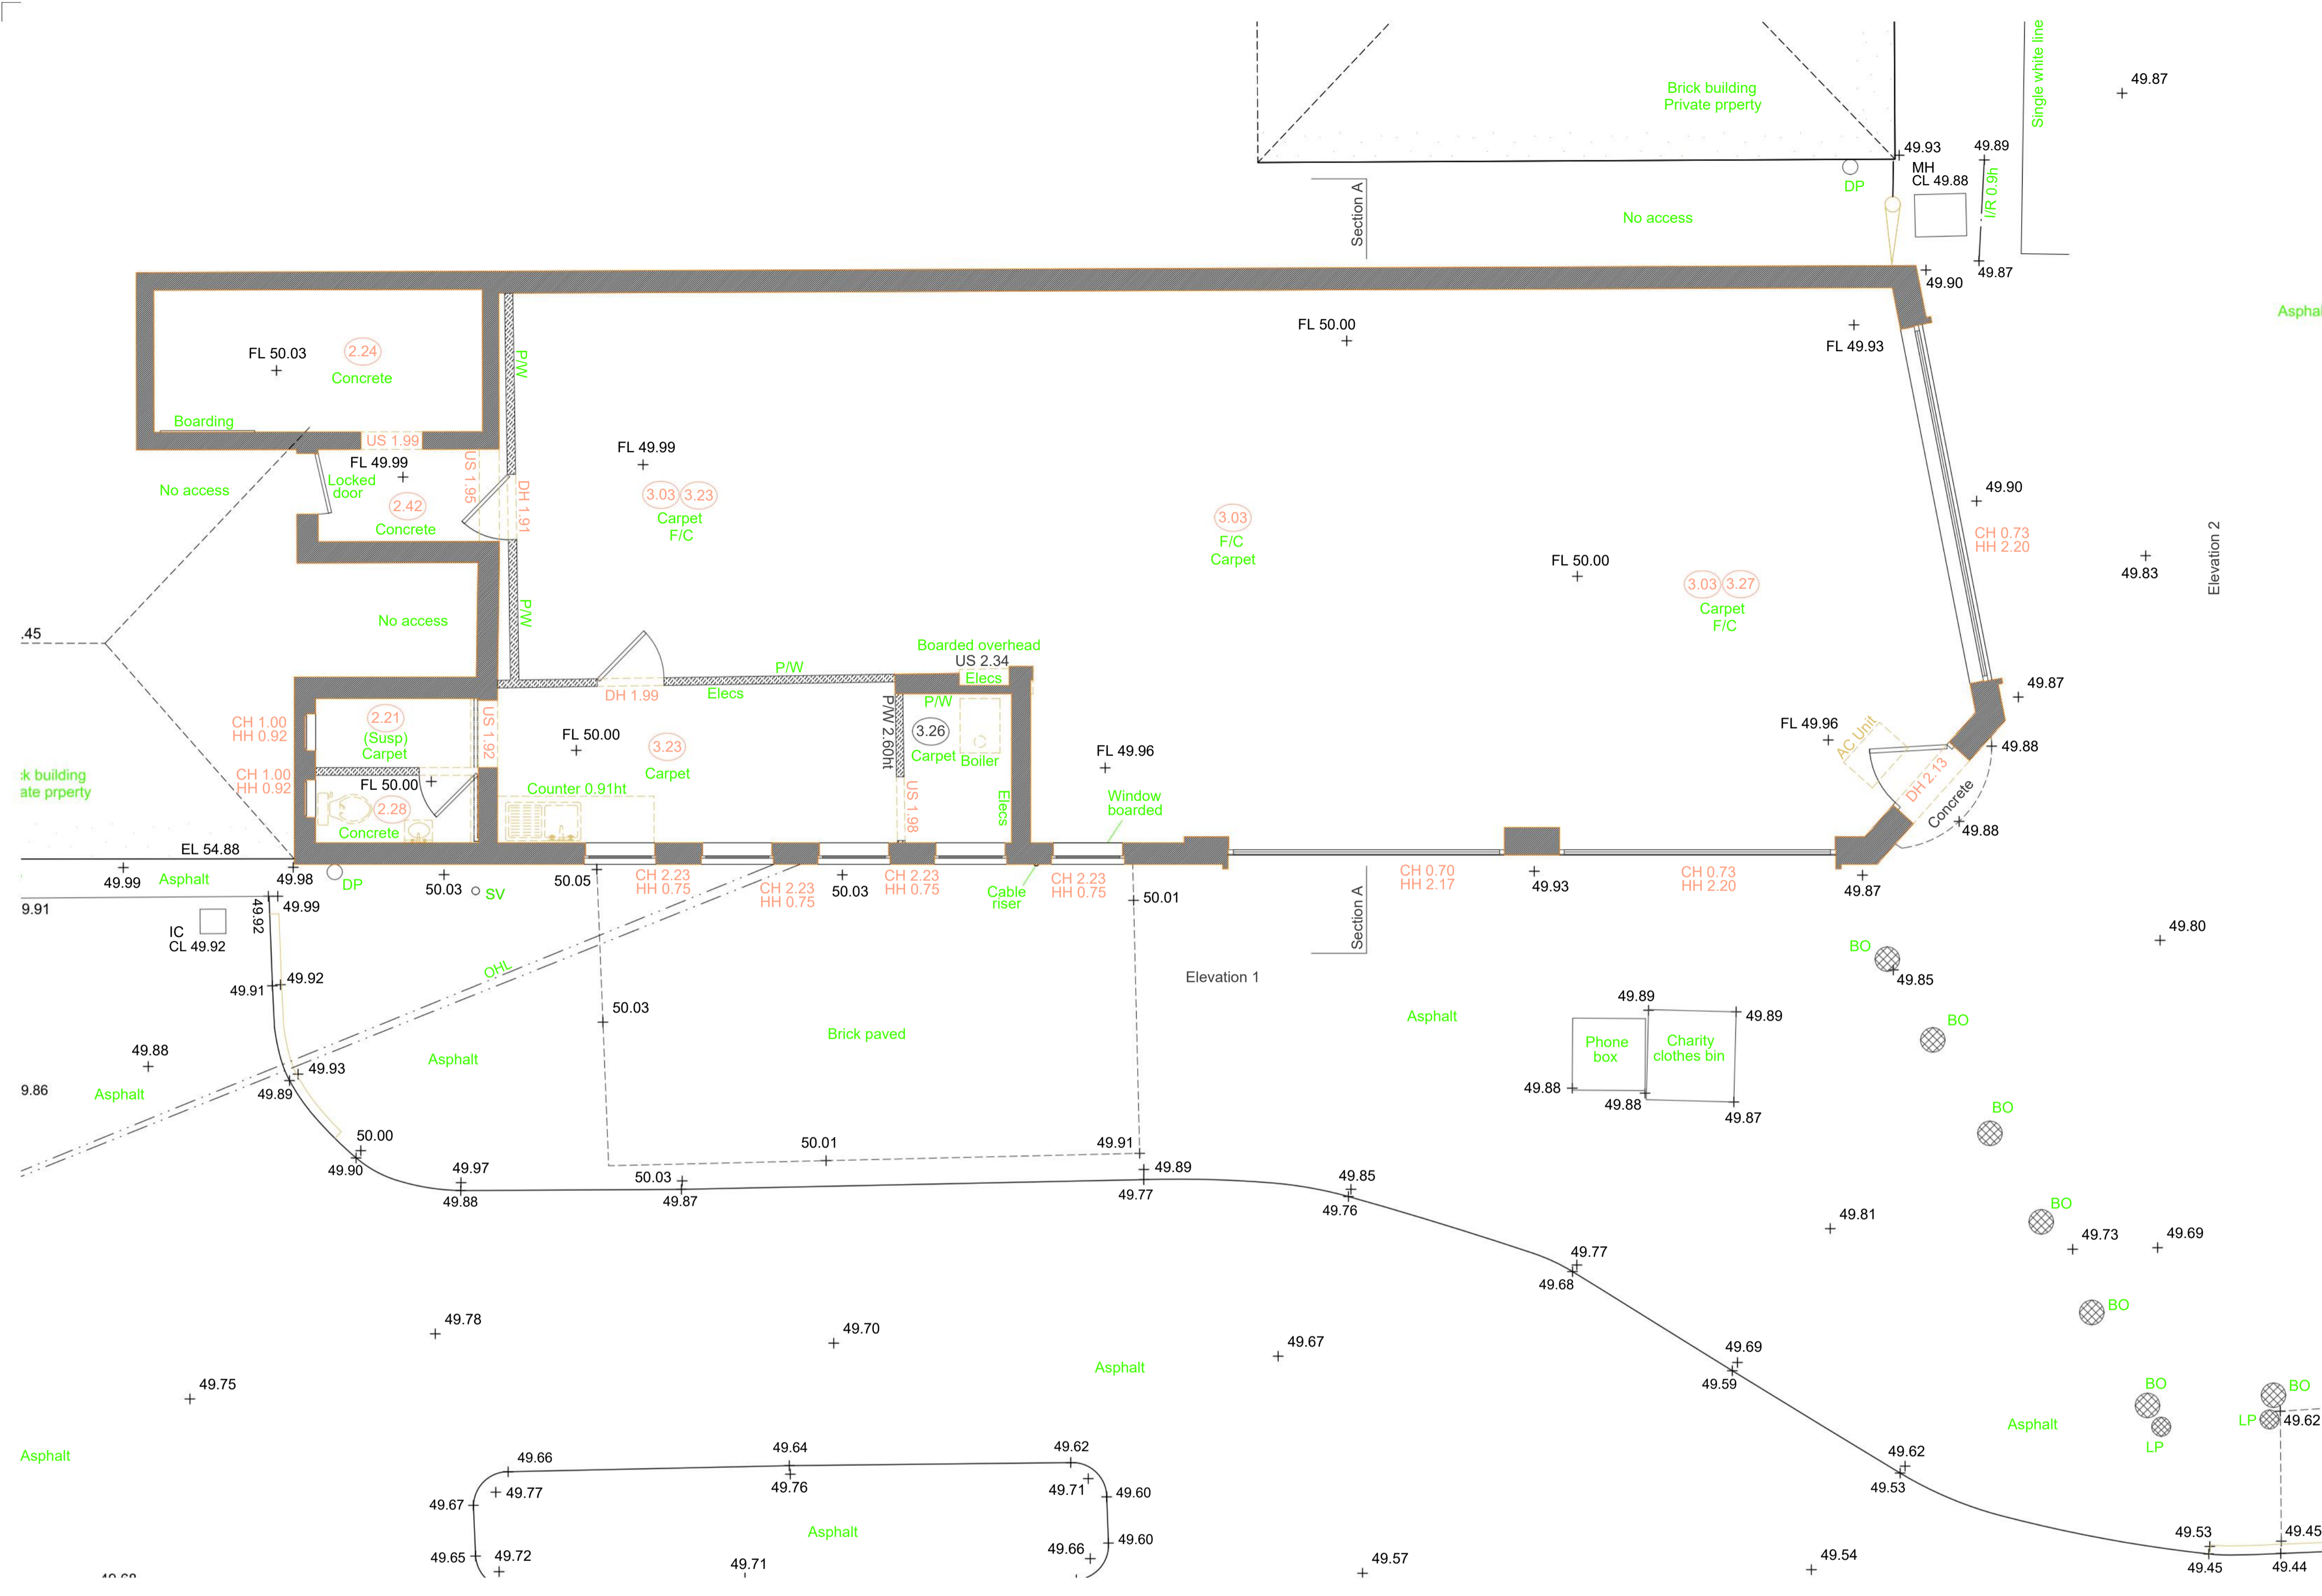 Single white line
49.87
Brick building
Private prperty
49.93
49.89
MH
CL 49.88
I/R 0.9h
DP
Section A
No access
49.87
49.90
Asphal
FL 50.00
FL 49.93
FL 50.03
2.24
Concrete
P/W
Boarding
US 1.99
FL 49.99
FL 49.99
US 1.95
Locked
door
No access
DH 1.91
3.03
3.23
Carpet
F/C
2.42
Concrete
3.03
F/C
Carpet
49.90
CH 0.73
HH 2.20
Elevation 2
49.83
FL 50.00
3.03
3.27
Carpet
F/C
P/W
No access
.45
Boarded overhead
US 2.34
Elecs
P/W
Elecs
DH 1.99
P/W
49.87
CH 1.00
HH 0.92
2.21
(Susp)
Carpet
US 1.92
FL 50.00
3.23
Carpet
P/W 2.60ht
3.26
Carpet
Boiler
FL 49.96
FL 49.96
AC Unit
49.88
DH 2.13
Concrete
49.88
ck building
ate prperty
CH 1.00
HH 0.92
FL 50.00
2.28
Concrete
Counter 0.91ht
US 1.98
Elecs
Window
boarded
EL 54.88
49.99
Asphalt
49.98
DP
50.03
SV
50.05
CH 2.23
HH 0.75
CH 2.23
HH 0.75
50.03
CH 2.23
HH 0.75
Cable
riser
CH 2.23
HH 0.75
50.01
Section A
CH 0.70
HH 2.17
49.93
CH 0.73
HH 2.20
49.87
9.91
49.92
49.99
IC
CL 49.92
49.80
BO
49.85
OHL
49.91
49.92
Elevation 1
50.03
Brick paved
Asphalt
49.89
49.89
BO
Phone
box
Charity
clothes bin
49.88
Asphalt
49.93
49.89
9.86
Asphalt
49.88
49.88
49.87
BO
50.00
49.90
49.97
49.88
50.03
49.87
50.01
49.91
49.89
49.77
49.85
49.76
BO
49.81
49.73
49.69
49.77
49.68
BO
49.78
49.70
49.67
49.69
49.59
Asphalt
49.75
BO
BO
LP
49.62
LP
Asphalt
Asphalt
49.66
49.64
49.62
49.77
49.76
49.71
49.60
49.67
49.62
49.53
Asphalt
49.65
49.72
49.71
49.66
49.60
49.57
49.54
49.53
49.45
49.45
49.44